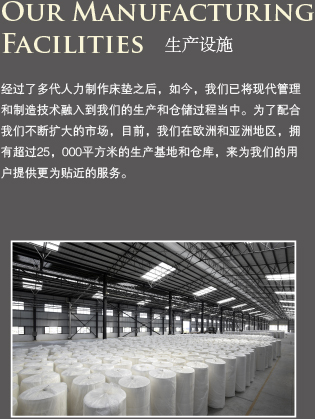 Our Manufacturing
Facilities 生产设施
经过了多代人力制作床垫之后，如今，我们已将现代管理
和制造技术融入到我们的生产和仓储过程当中。为了配合
我们不断扩大的市场，目前，我们在欧洲和亚洲地区，拥
有超过25，000平方米的生产基地和仓库，来为我们的用
户提供更为贴近的服务。